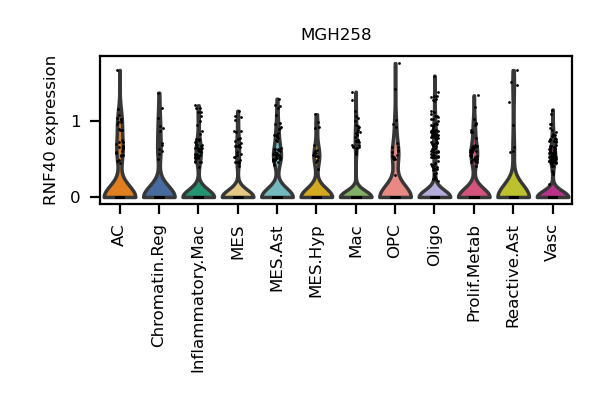 MGH258
RNF40 expression
1
0
AC
Chromatin.Reg
Inflammatory.Mac
MES
MES.Ast
MES.Hyp
Mac
OPC
Oligo
Prolif.Metab
Reactive.Ast
Vasc